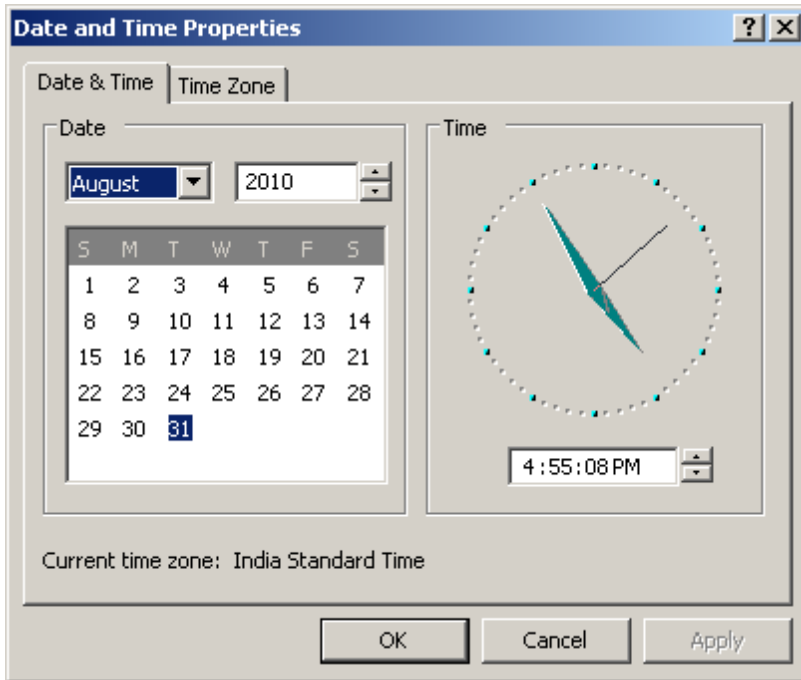 Date and Time Properties
Date & Time Time Zone
Date
August 2010
S M T W T F S
1 2 3 4 5 6 7
8 9 10 11 12 13 14
15 16 17 18 19 20 21
22 23 24 25 26 27 28
29 30 31
Time
4:55:08 PM
Current time zone: India Standard Time
OK Cancel Apply